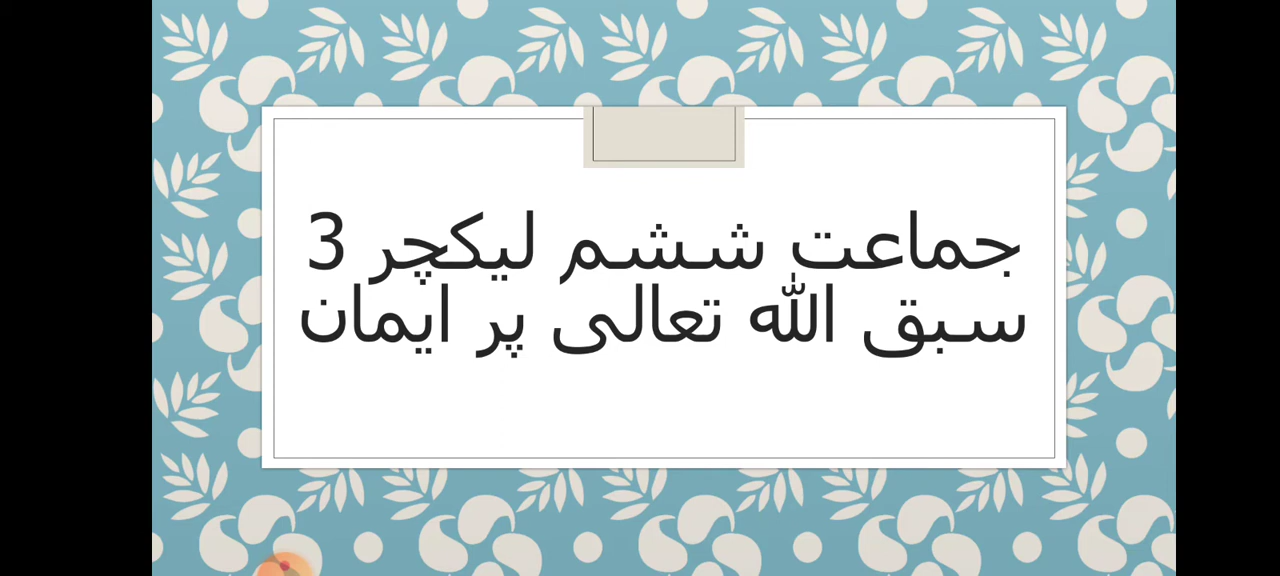 جماعت ششم لیکچر 3
سبق اللہ تعالی پر ایمان